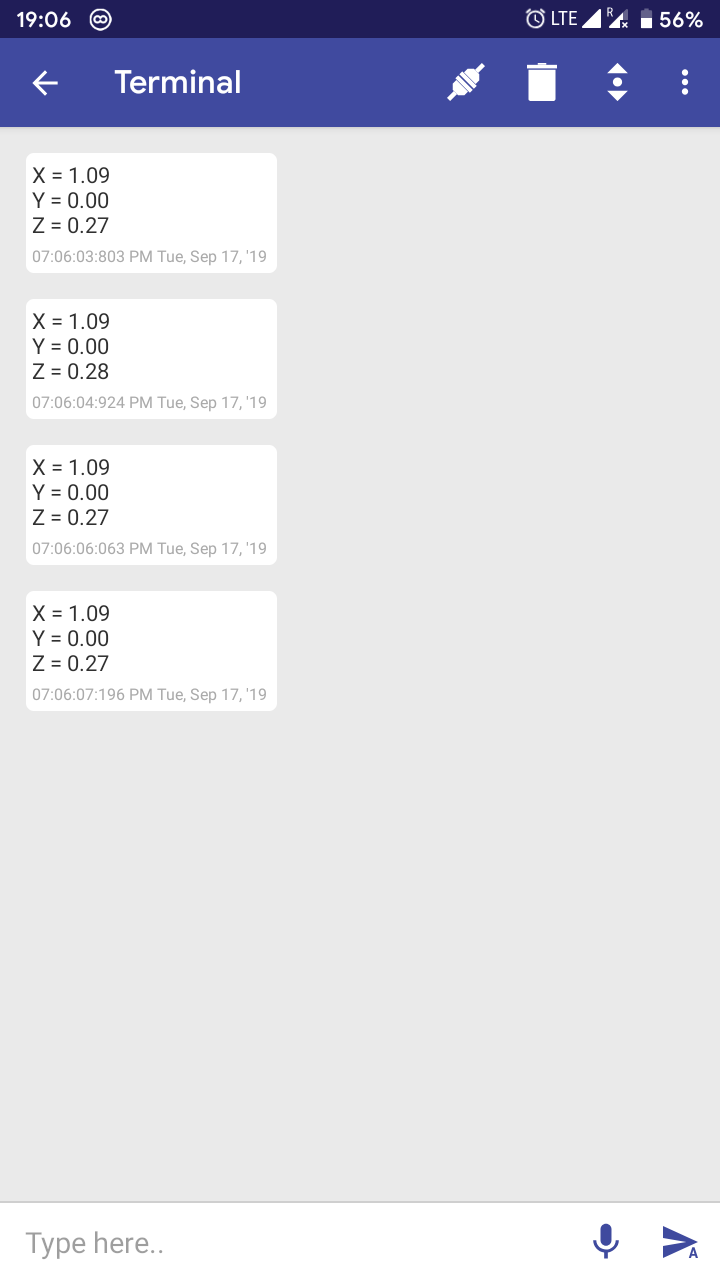 19:06 LTE R 56%
Terminal
X = 1.09
Y = 0.00
Z = 0.27
07:06:03:803 PM Tue, Sep 17, '19
X = 1.09
Y = 0.00
Z = 0.28
07:06:04:924 PM Tue, Sep 17, '19
X = 1.09
Y = 0.00
Z = 0.27
07:06:06:063 PM Tue, Sep 17, '19
X = 1.09
Y = 0.00
Z = 0.27
07:06:07:196 PM Tue, Sep 17, '19
Type here.. A